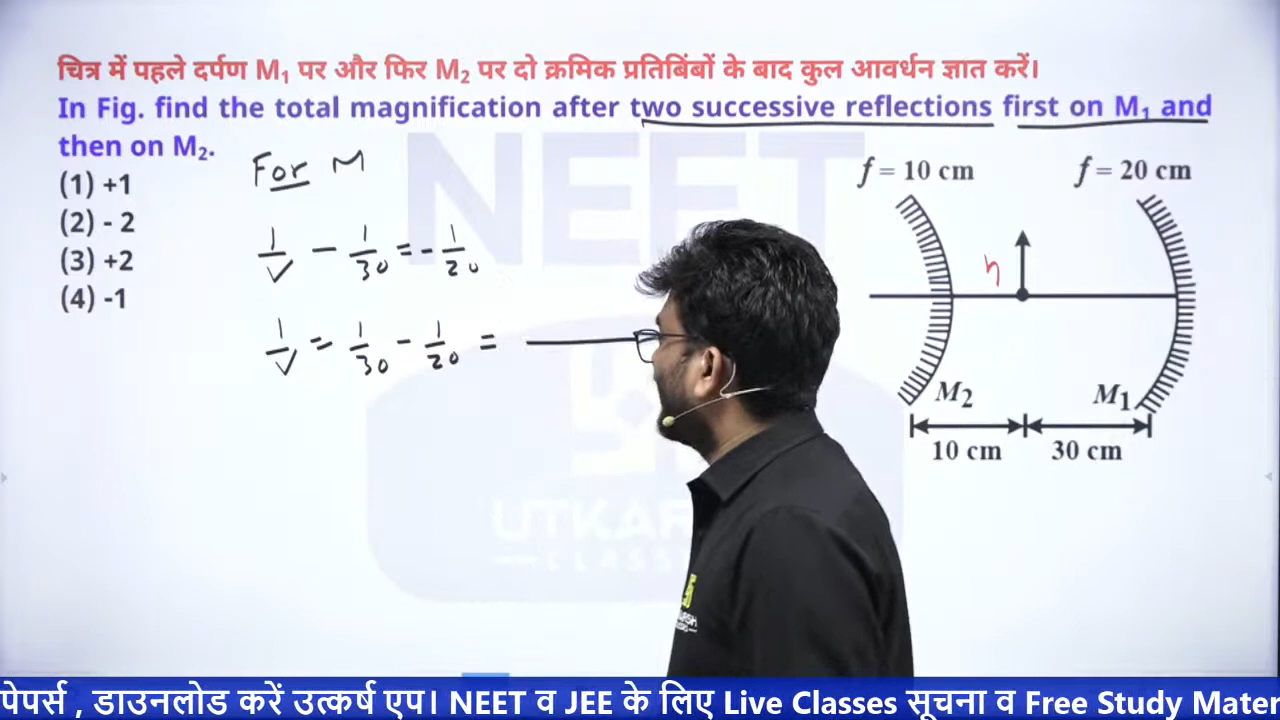 चित्र में पहले दर्पण M₁ पर और फिर M₂ पर दो क्रमिक प्रतिबिंबों के बाद कुल आवर्धन ज्ञात करें।
In Fig. find the total magnification after two successive reflections first on M₁ and
then on M₂.
(1) +1
(2) - 2
(3) +2
(4) -1
For M
1/V - 1/30 = - 1/20
1/V = 1/30 - 1/20 =
f = 10 cm
f = 20 cm
h
M₂
M₁
10 cm
30 cm
NEET
पेपर्स , डाउनलोड करें उत्कर्ष एप। NEET व JEE के लिए Live Classes सूचना व Free Study Mater